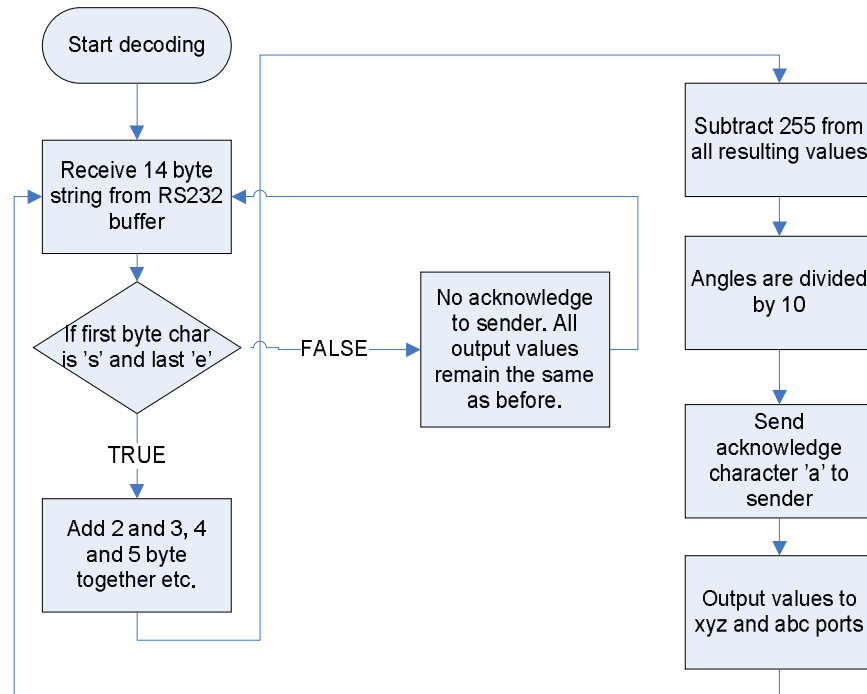 Start decoding
Receive 14 byte
string from RS232
buffer
If first byte char
is 's' and last 'e'
FALSE
No acknowledge
to sender. All
output values
remain the same
as before.
TRUE
Add 2 and 3, 4
and 5 byte
together etc.
Subtract 255 from
all resulting values
Angles are divided
by 10
Send
acknowledge
character 'a' to
sender
Output values to
xyz and abc ports